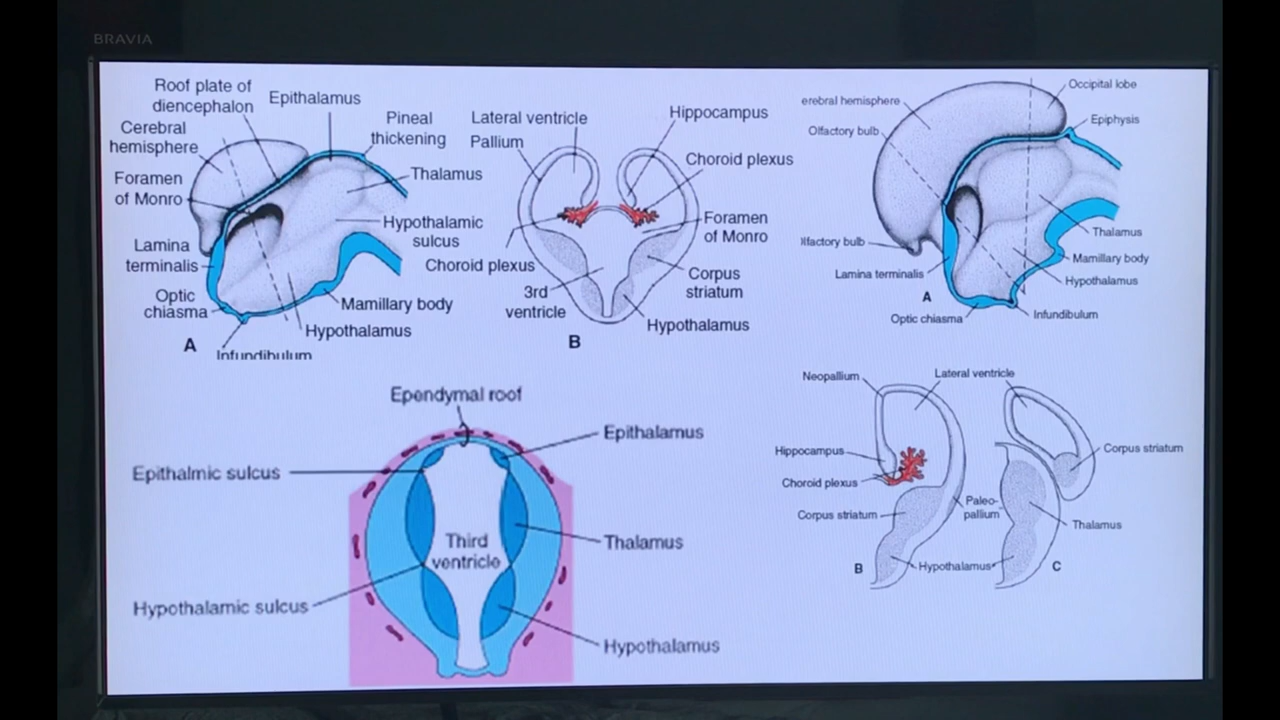 BRAVIA
Roof plate of
diencephalon
Epithalamus
Cerebral
hemisphere
Pineal
thickening
Foramen
of Monro
Thalamus
Hypothalamic
sulcus
Lamina
terminalis
Optic
chiasma
Mamillary body
Hypothalamus
A
Infundibulum
Lateral ventricle
Hippocampus
Pallium
Choroid plexus
Foramen
of Monro
Choroid plexus
Corpus
striatum
3rd
ventricle
Hypothalamus
B
Occipital lobe
erebral hemisphere
Epiphysis
Olfactory bulb
Thalamus
lfactory bulb
Mamillary body
Lamina terminalis
Hypothalamus
A
Infundibulum
Optic chiasma
Ependymal roof
Epithalamus
Epithalmic sulcus
Third
ventricle
Thalamus
Hypothalamic sulcus
Hypothalamus
Neopallium
Lateral ventricle
Hippocampus
Corpus striatum
Choroid plexus
Paleo-
pallium
Corpus striatum
Thalamus
B
Hypothalamus
C